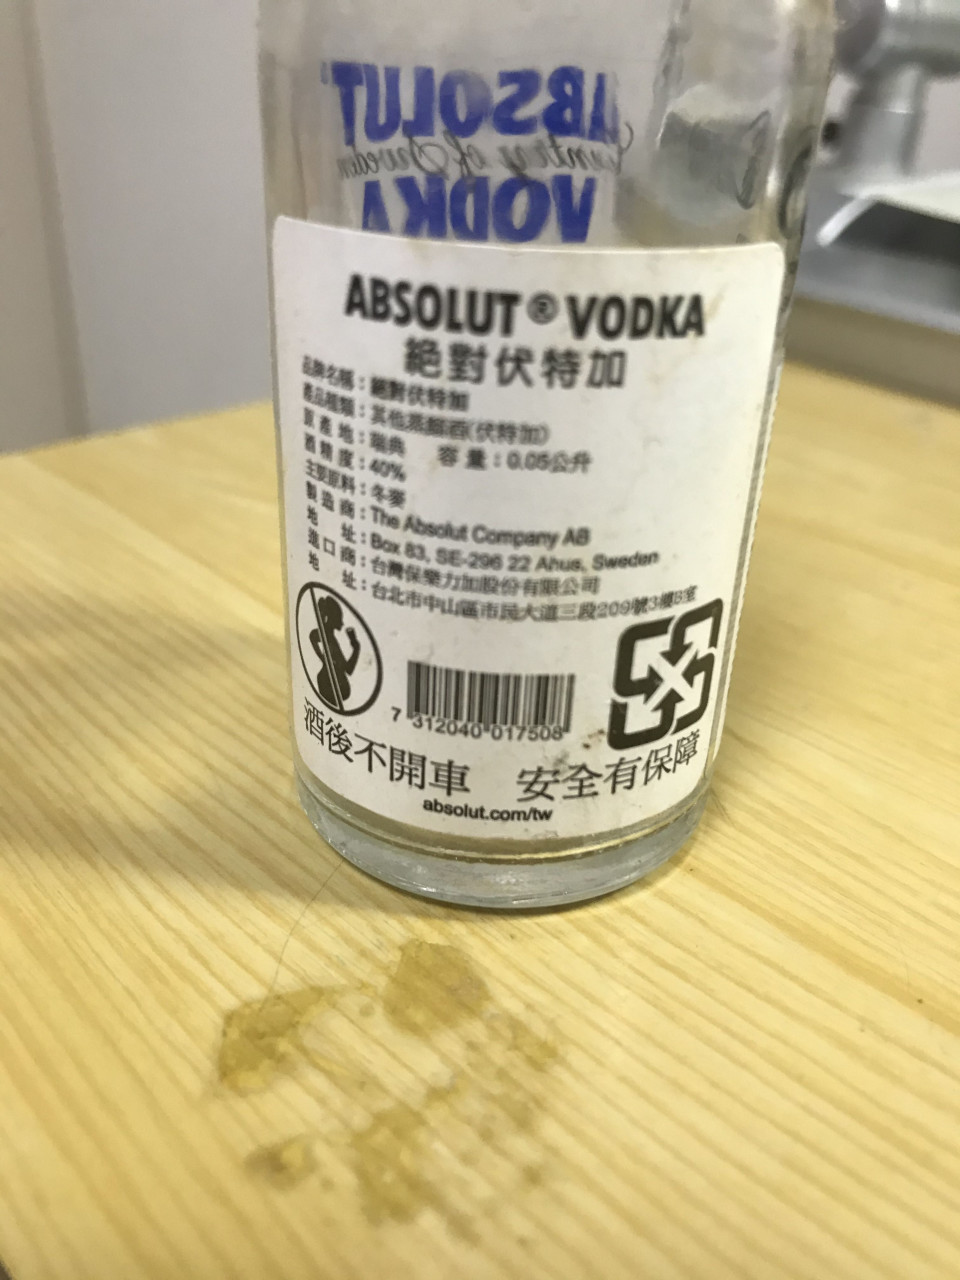 ABSOLUT
Country of Sweden
VODKA
ABSOLUT® VODKA
絕對伏特加
品牌名稱：絕對伏特加
產品種類：其他蒸餾酒(伏特加)
原產地：瑞典 容量：0.05公升
酒精度：40%
主要原料：冬麥
製造商：The Absolut Company AB
地址：Box 83, SE-296 22 Ahus, Sweden
進口商：台灣保樂力加股份有限公司
地址：台北市中山區市民大道三段209號3樓B室
7 312040 017508
酒後不開車 安全有保障
absolut.com/tw